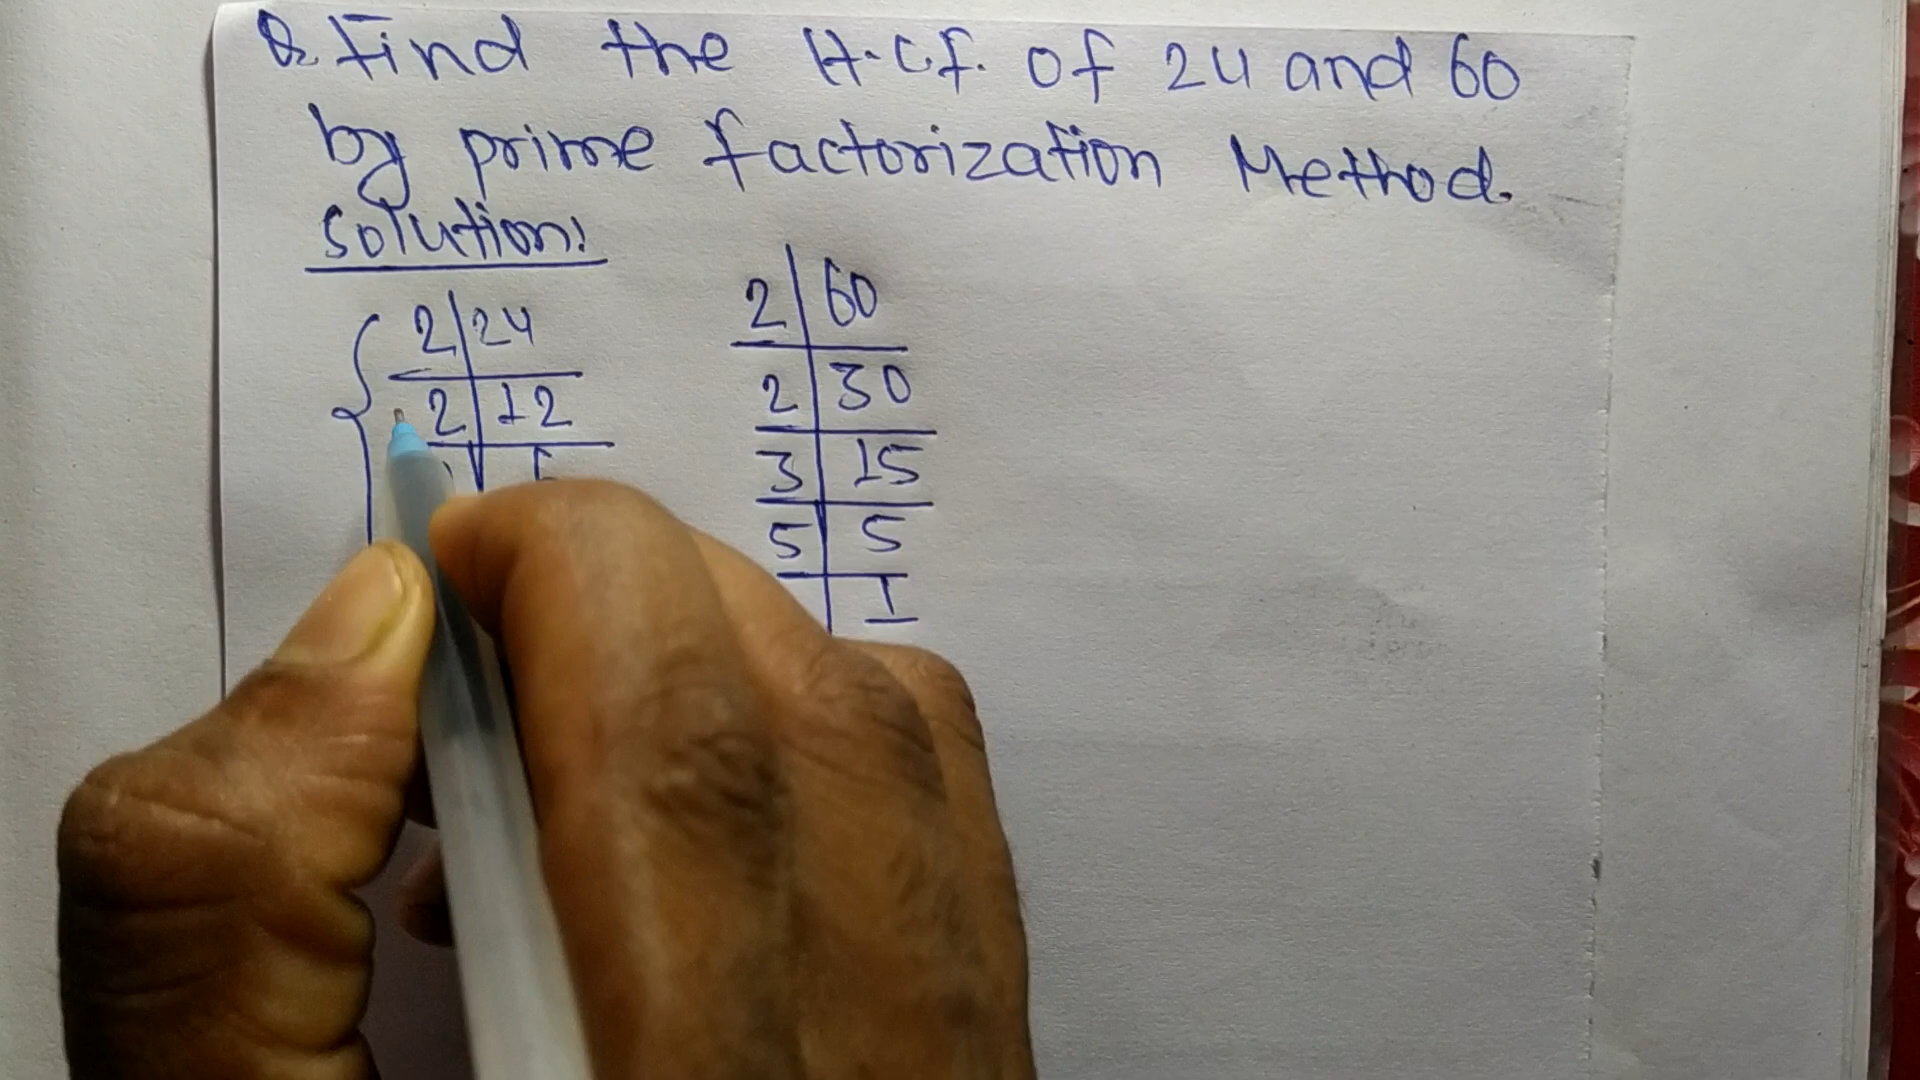 Q. Find the H.C.f. of 24 and 60
by prime factorization Method.
Solution:
2 | 24
2 | 12
2 | 60
2 | 30
3 | 15
5 | 5
1